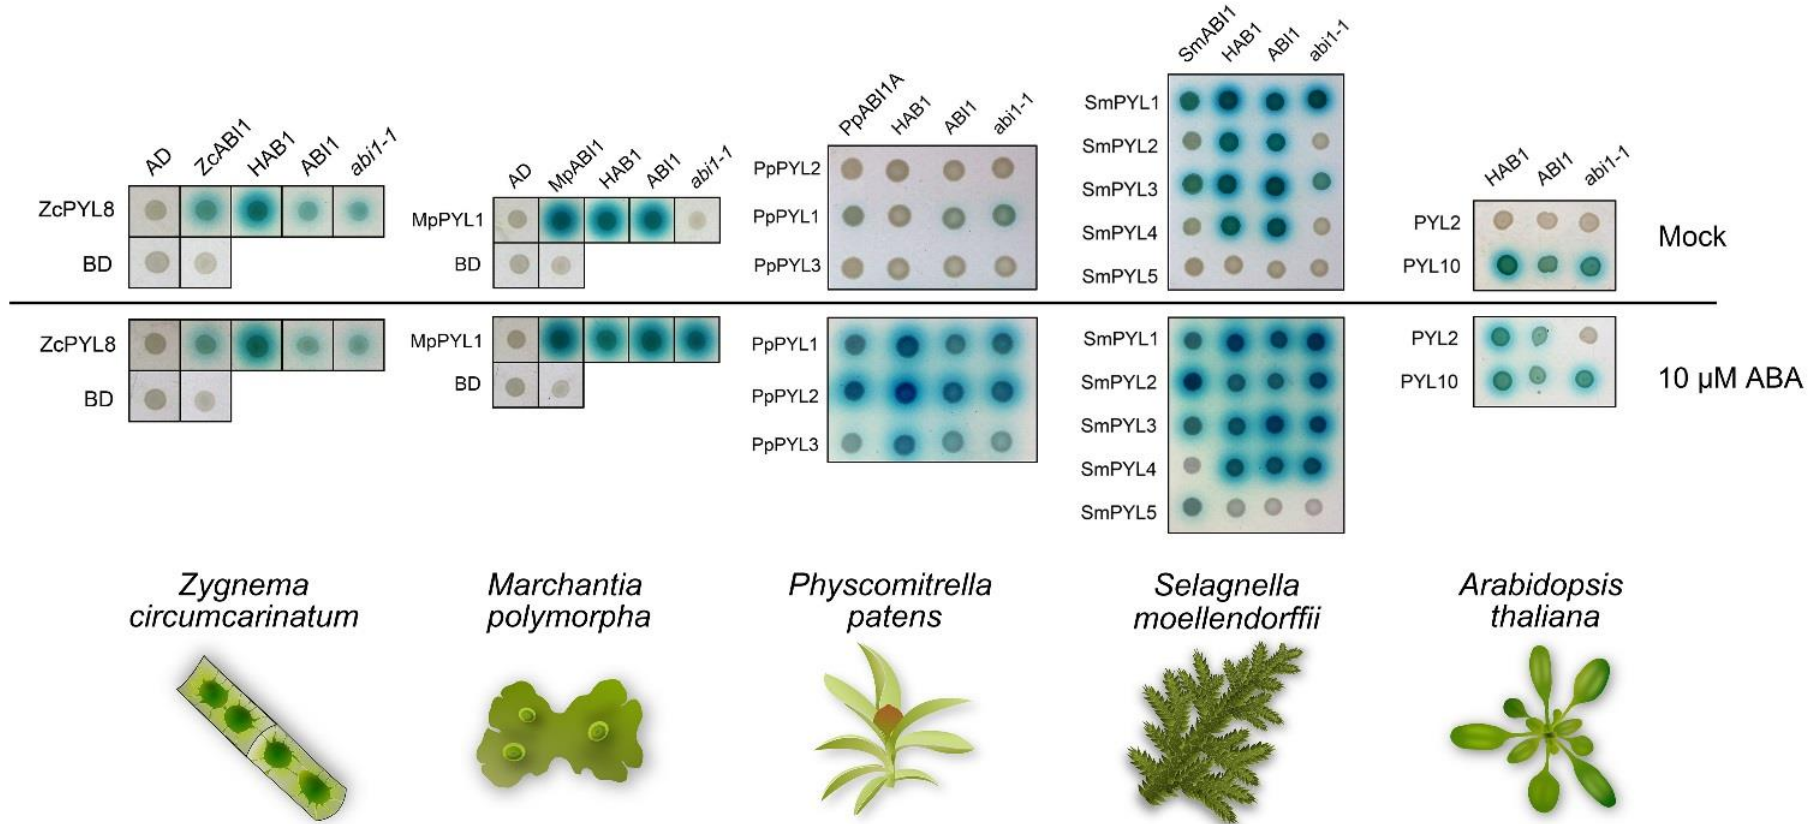 AD ZcABI1 HAB1 ABI1 abi1-1
ZcPYL8
BD
AD MpABI1 HAB1 ABI1 abi1-1
MpPYL1
BD
PpABI1A HAB1 ABI1 abi1-1
PpPYL2
PpPYL1
PpPYL3
SmABI1 HAB1 ABI1 abi1-1
SmPYL1
SmPYL2
SmPYL3
SmPYL4
SmPYL5
HAB1 ABI1 abi1-1
PYL2
PYL10
Mock
ZcPYL8
BD
MpPYL1
BD
PpPYL1
PpPYL2
PpPYL3
SmPYL1
SmPYL2
SmPYL3
SmPYL4
SmPYL5
PYL2
PYL10
10 µM ABA
Zygnema
circumcarinatum
Marchantia
polymorpha
Physcomitrella
patens
Selagnella
moellendorffii
Arabidopsis
thaliana